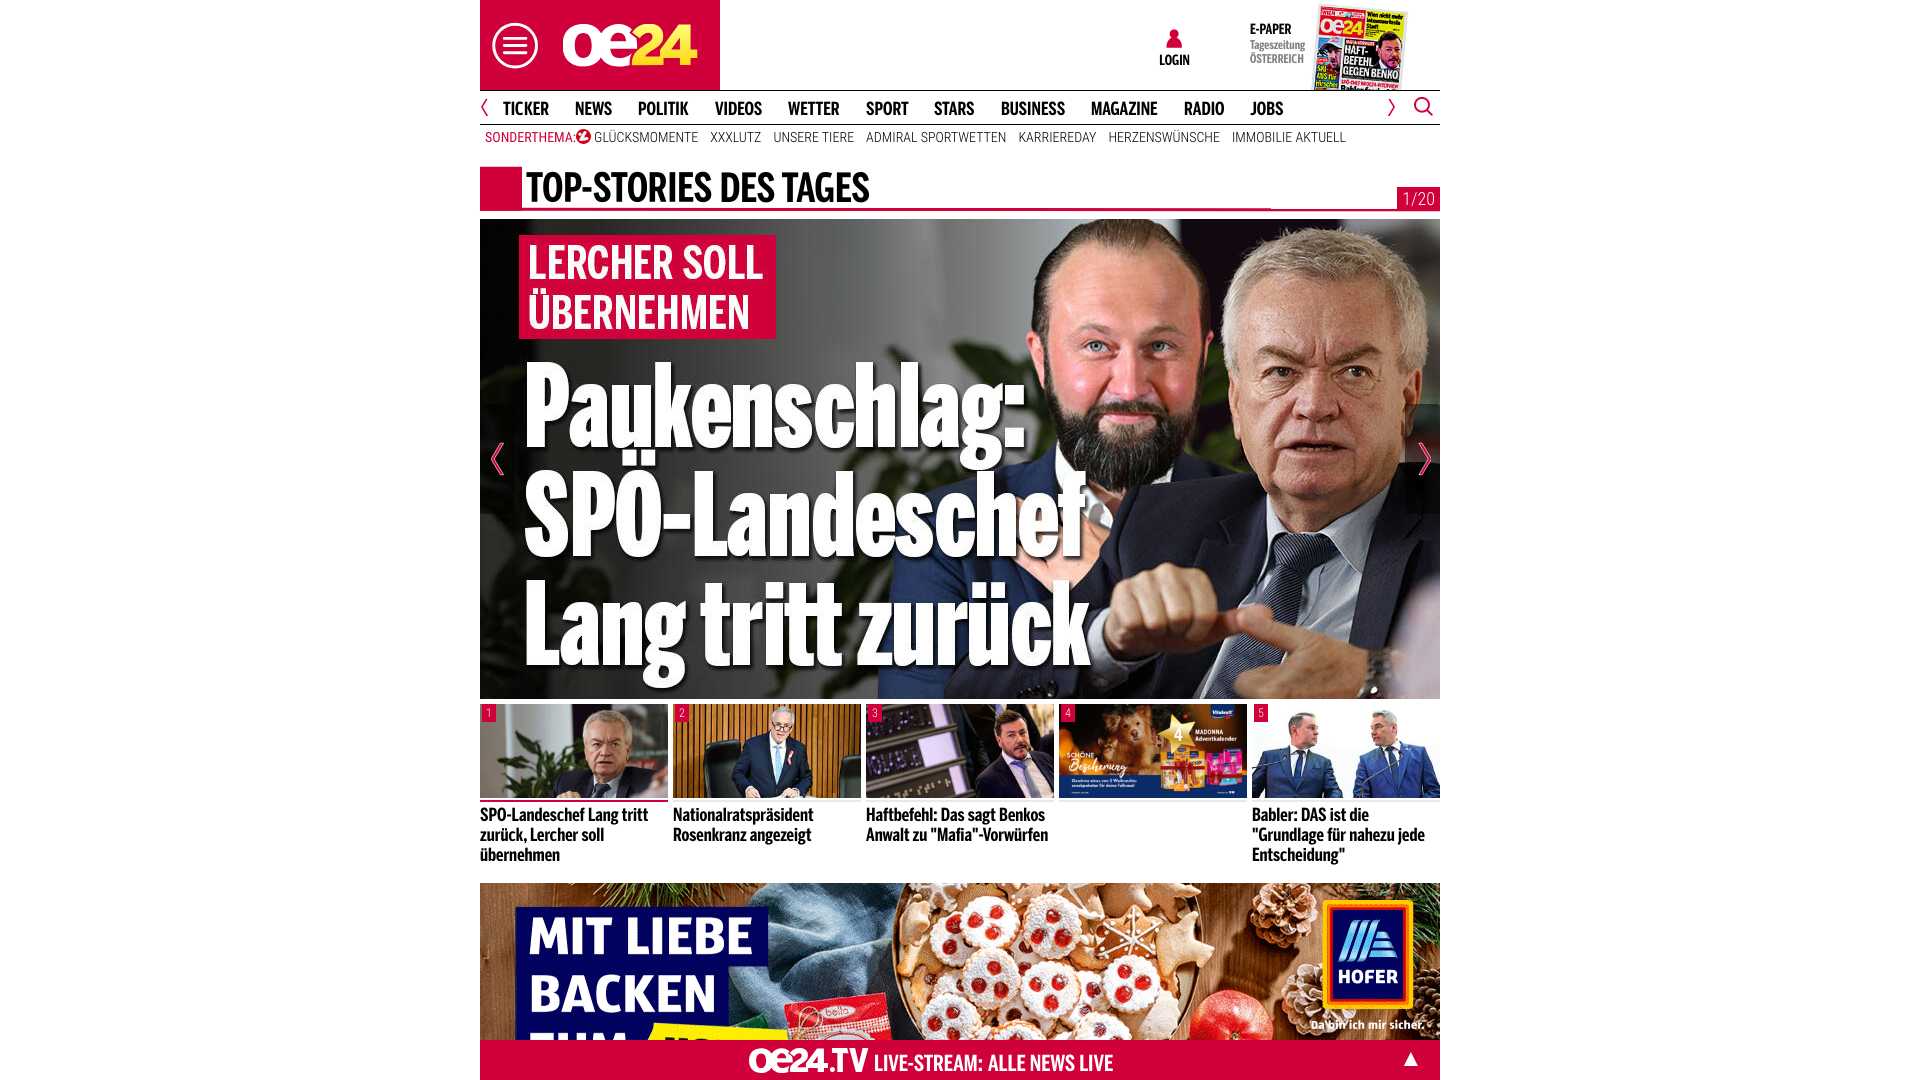 oe24
LOGIN
E-PAPER
Tageszeitung
ÖSTERREICH
oe24
HAFT-
BEFEHL
GEGEN BENKO
TICKER NEWS POLITIK VIDEOS WETTER SPORT STARS BUSINESS MAGAZINE RADIO JOBS
SONDERTHEMA: GLÜCKSMOMENTE XXXLUTZ UNSERE TIERE ADMIRAL SPORTWETTEN KARRIEREDAY HERZENSWÜNSCHE IMMOBILIE AKTUELL
TOP-STORIES DES TAGES
1/20
LERCHER SOLL
ÜBERNEHMEN
Paukenschlag:
SPÖ-Landeschef
Lang tritt zurück
1
SPÖ-Landeschef Lang tritt
zurück, Lercher soll
übernehmen
2
Nationalratspräsident
Rosenkranz angezeigt
3
Haftbefehl: Das sagt Benkos
Anwalt zu "Mafia"-Vorwürfen
4
4
MADONNA
Adventkalender
SCHÖNE
Bescherung
5
Babler: DAS ist die
"Grundlage für nahezu jede
Entscheidung"
MIT LIEBE
BACKEN
ZUM
bella
HOFER
Da bin ich mir sicher.
oe24.TV LIVE-STREAM: ALLE NEWS LIVE